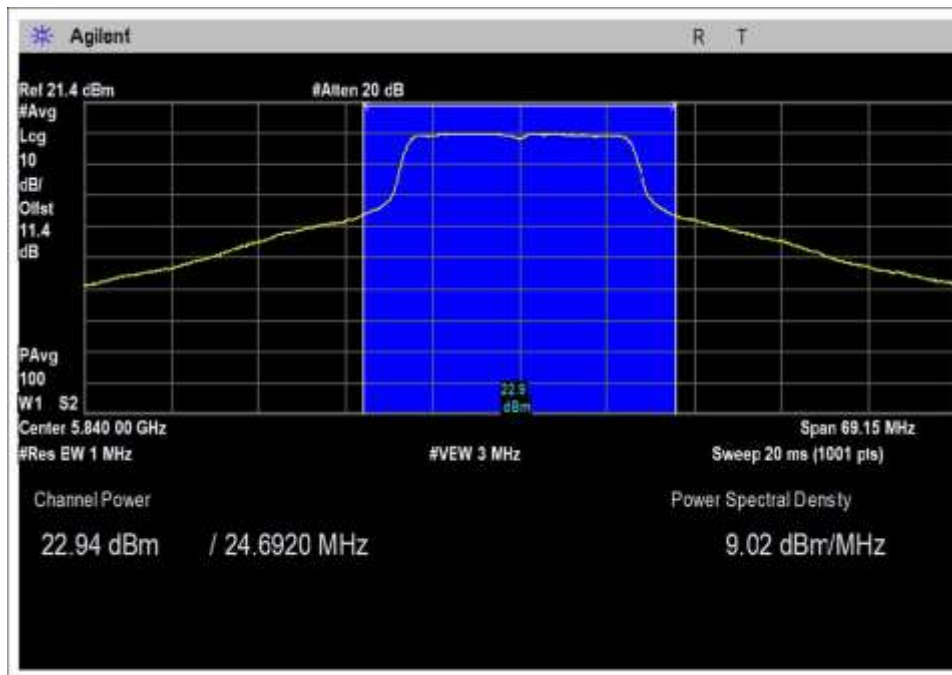 Agilent R T
Ref 21.4 dBm #Atten 20 dB
#Avg
Log
10
dB/
Offst
11.4
dB
PAvg
100
W1 S2
22.9
dBm
Center 5.840 00 GHz Span 69.15 MHz
#Res BW 1 MHz #VBW 3 MHz Sweep 20 ms (1001 pts)
Channel Power Power Spectral Density
22.94 dBm / 24.6920 MHz 9.02 dBm/MHz